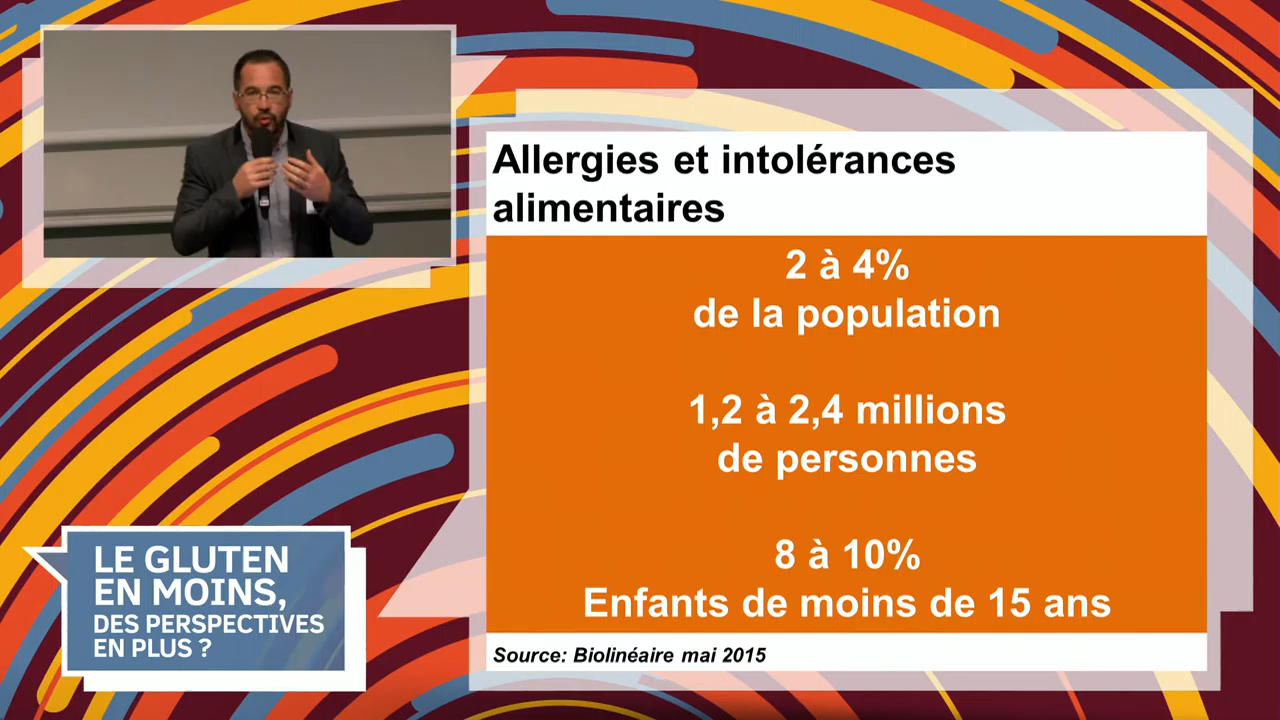 Allergies et intolérances
alimentaires
2 à 4%
de la population
1,2 à 2,4 millions
de personnes
8 à 10%
Enfants de moins de 15 ans
Source: Biolinéaire mai 2015
LE GLUTEN
EN MOINS,
DES PERSPECTIVES
EN PLUS ?